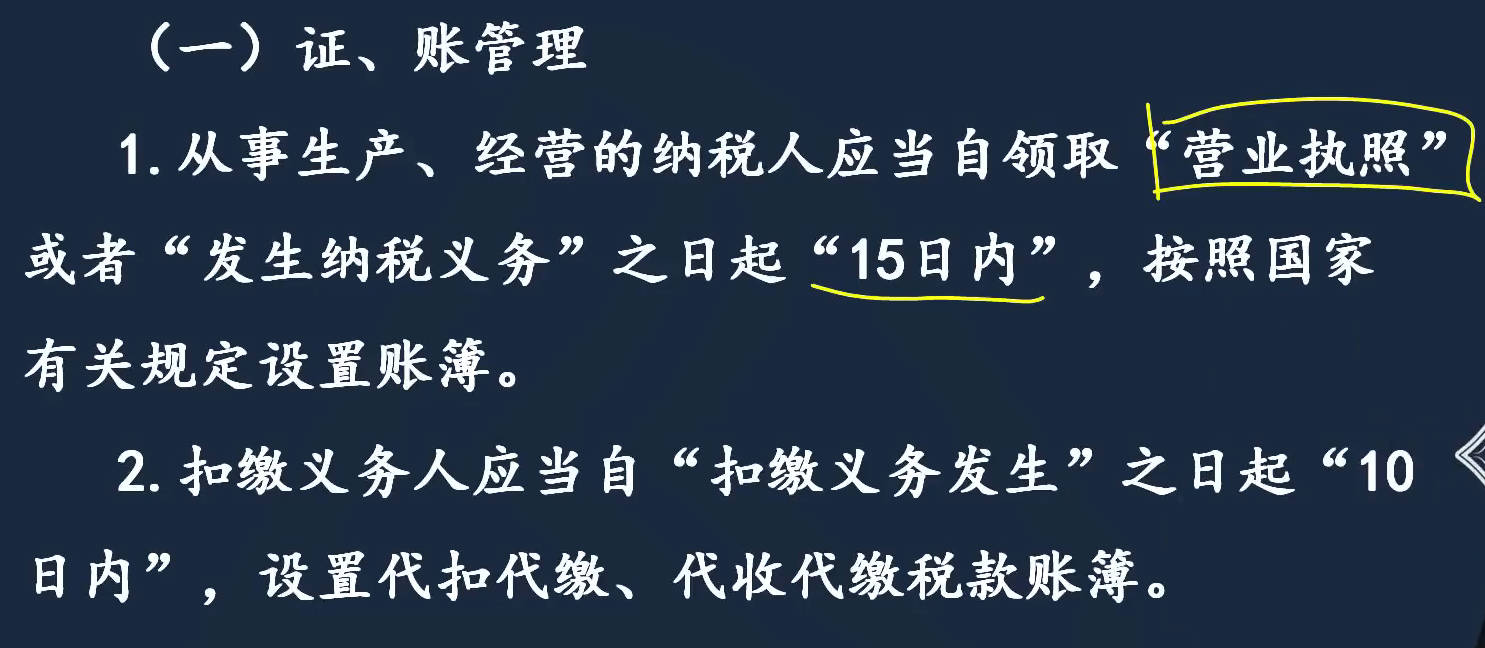 （一）证、账管理
1.从事生产、经营的纳税人应当自领取“营业执照”
或者“发生纳税义务”之日起“15日内”，按照国家
有关规定设置账簿。
2.扣缴义务人应当自“扣缴义务发生”之日起“10
日内”，设置代扣代缴、代收代缴税款账簿。